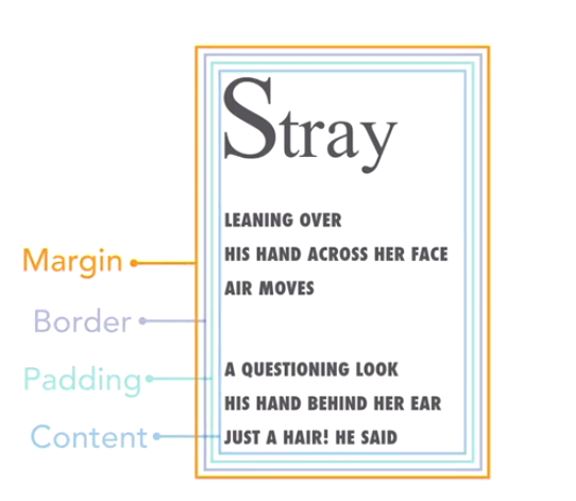 Stray
LEANING OVER
HIS HAND ACROSS HER FACE
AIR MOVES
A QUESTIONING LOOK
HIS HAND BEHIND HER EAR
JUST A HAIR! HE SAID
Margin
Border
Padding
Content